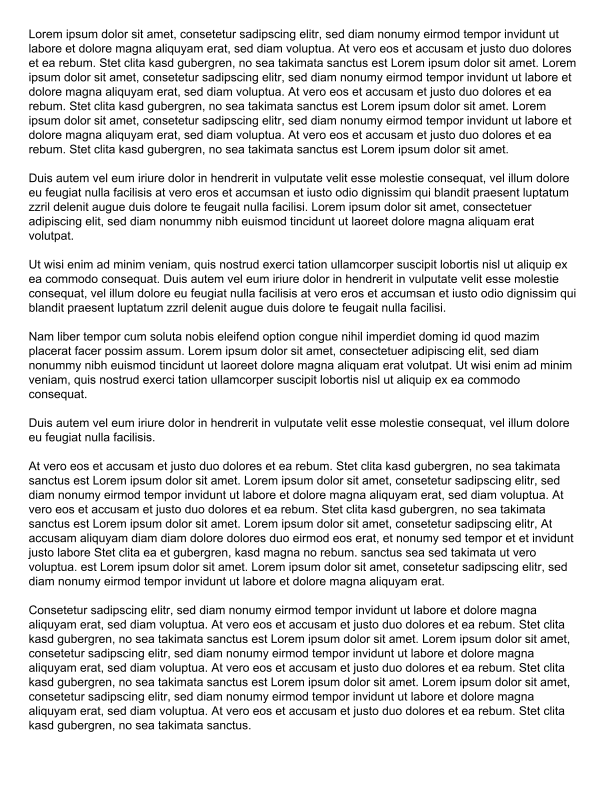 Lorem ipsum dolor sit amet, consetetur sadipscing elitr, sed diam nonumy eirmod tempor invidunt ut
labore et dolore magna aliquyam erat, sed diam voluptua. At vero eos et accusam et justo duo dolores
et ea rebum. Stet clita kasd gubergren, no sea takimata sanctus est Lorem ipsum dolor sit amet. Lorem
ipsum dolor sit amet, consetetur sadipscing elitr, sed diam nonumy eirmod tempor invidunt ut labore et
dolore magna aliquyam erat, sed diam voluptua. At vero eos et accusam et justo duo dolores et ea
rebum. Stet clita kasd gubergren, no sea takimata sanctus est Lorem ipsum dolor sit amet. Lorem
ipsum dolor sit amet, consetetur sadipscing elitr, sed diam nonumy eirmod tempor invidunt ut labore et
dolore magna aliquyam erat, sed diam voluptua. At vero eos et accusam et justo duo dolores et ea
rebum. Stet clita kasd gubergren, no sea takimata sanctus est Lorem ipsum dolor sit amet.

Duis autem vel eum iriure dolor in hendrerit in vulputate velit esse molestie consequat, vel illum dolore
eu feugiat nulla facilisis at vero eros et accumsan et iusto odio dignissim qui blandit praesent luptatum
zzril delenit augue duis dolore te feugait nulla facilisi. Lorem ipsum dolor sit amet, consectetuer
adipiscing elit, sed diam nonummy nibh euismod tincidunt ut laoreet dolore magna aliquam erat
volutpat.

Ut wisi enim ad minim veniam, quis nostrud exerci tation ullamcorper suscipit lobortis nisl ut aliquip ex
ea commodo consequat. Duis autem vel eum iriure dolor in hendrerit in vulputate velit esse molestie
consequat, vel illum dolore eu feugiat nulla facilisis at vero eros et accumsan et iusto odio dignissim qui
blandit praesent luptatum zzril delenit augue duis dolore te feugait nulla facilisi.

Nam liber tempor cum soluta nobis eleifend option congue nihil imperdiet doming id quod mazim
placerat facer possim assum. Lorem ipsum dolor sit amet, consectetuer adipiscing elit, sed diam
nonummy nibh euismod tincidunt ut laoreet dolore magna aliquam erat volutpat. Ut wisi enim ad minim
veniam, quis nostrud exerci tation ullamcorper suscipit lobortis nisl ut aliquip ex ea commodo
consequat.

Duis autem vel eum iriure dolor in hendrerit in vulputate velit esse molestie consequat, vel illum dolore
eu feugiat nulla facilisis.

At vero eos et accusam et justo duo dolores et ea rebum. Stet clita kasd gubergren, no sea takimata
sanctus est Lorem ipsum dolor sit amet. Lorem ipsum dolor sit amet, consetetur sadipscing elitr, sed
diam nonumy eirmod tempor invidunt ut labore et dolore magna aliquyam erat, sed diam voluptua. At
vero eos et accusam et justo duo dolores et ea rebum. Stet clita kasd gubergren, no sea takimata
sanctus est Lorem ipsum dolor sit amet. Lorem ipsum dolor sit amet, consetetur sadipscing elitr, At
accusam aliquyam diam diam dolore dolores duo eirmod eos erat, et nonumy sed tempor et et invidunt
justo labore Stet clita ea et gubergren, kasd magna no rebum. sanctus sea sed takimata ut vero
voluptua. est Lorem ipsum dolor sit amet. Lorem ipsum dolor sit amet, consetetur sadipscing elitr, sed
diam nonumy eirmod tempor invidunt ut labore et dolore magna aliquyam erat.

Consetetur sadipscing elitr, sed diam nonumy eirmod tempor invidunt ut labore et dolore magna
aliquyam erat, sed diam voluptua. At vero eos et accusam et justo duo dolores et ea rebum. Stet clita
kasd gubergren, no sea takimata sanctus est Lorem ipsum dolor sit amet. Lorem ipsum dolor sit amet,
consetetur sadipscing elitr, sed diam nonumy eirmod tempor invidunt ut labore et dolore magna
aliquyam erat, sed diam voluptua. At vero eos et accusam et justo duo dolores et ea rebum. Stet clita
kasd gubergren, no sea takimata sanctus est Lorem ipsum dolor sit amet. Lorem ipsum dolor sit amet,
consetetur sadipscing elitr, sed diam nonumy eirmod tempor invidunt ut labore et dolore magna
aliquyam erat, sed diam voluptua. At vero eos et accusam et justo duo dolores et ea rebum. Stet clita
kasd gubergren, no sea takimata sanctus.